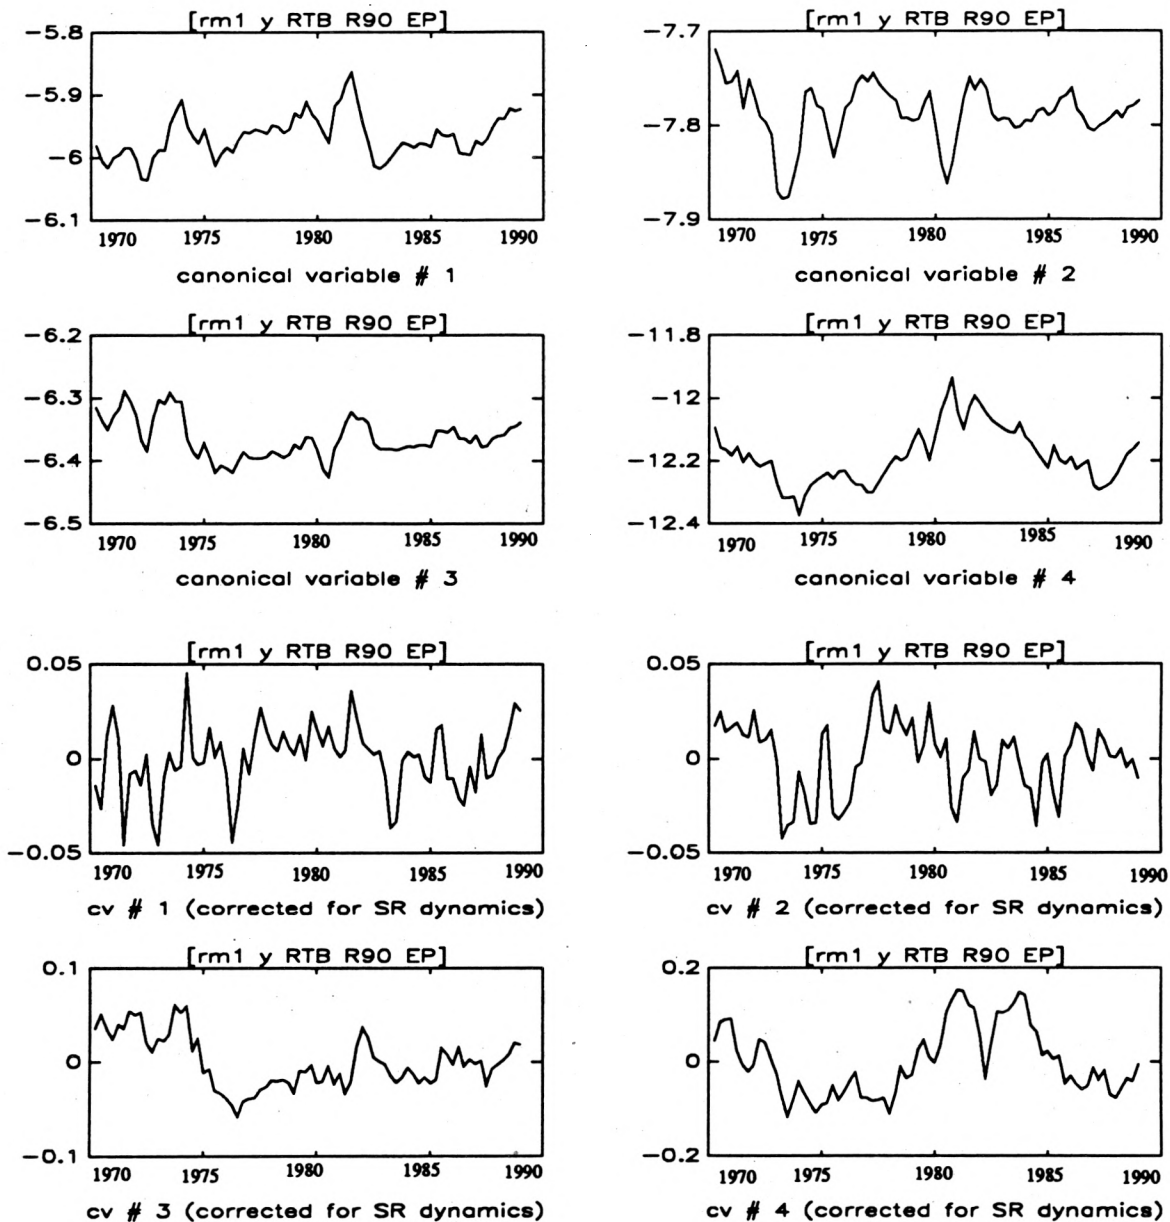 [rm1 y RTB R90 EP]
-5.8
-5.9
-6
-6.1
1970 1975 1980 1985 1990
canonical variable # 1
[rm1 y RTB R90 EP]
-7.7
-7.8
-7.9
1970 1975 1980 1985 1990
canonical variable # 2
[rm1 y RTB R90 EP]
-6.2
-6.3
-6.4
-6.5
1970 1975 1980 1985 1990
canonical variable # 3
[rm1 y RTB R90 EP]
-11.8
-12
-12.2
-12.4
1970 1975 1980 1985 1990
canonical variable # 4
[rm1 y RTB R90 EP]
0.05
0
-0.05
1970 1975 1980 1985 1990
cv # 1 (corrected for SR dynamics)
[rm1 y RTB R90 EP]
0.05
0
-0.05
1970 1975 1980 1985 1990
cv # 2 (corrected for SR dynamics)
[rm1 y RTB R90 EP]
0.1
0
-0.1
1970 1975 1980 1985 1990
cv # 3 (corrected for SR dynamics)
[rm1 y RTB R90 EP]
0.2
0
-0.2
1970 1975 1980 1985 1990
cv # 4 (corrected for SR dynamics)